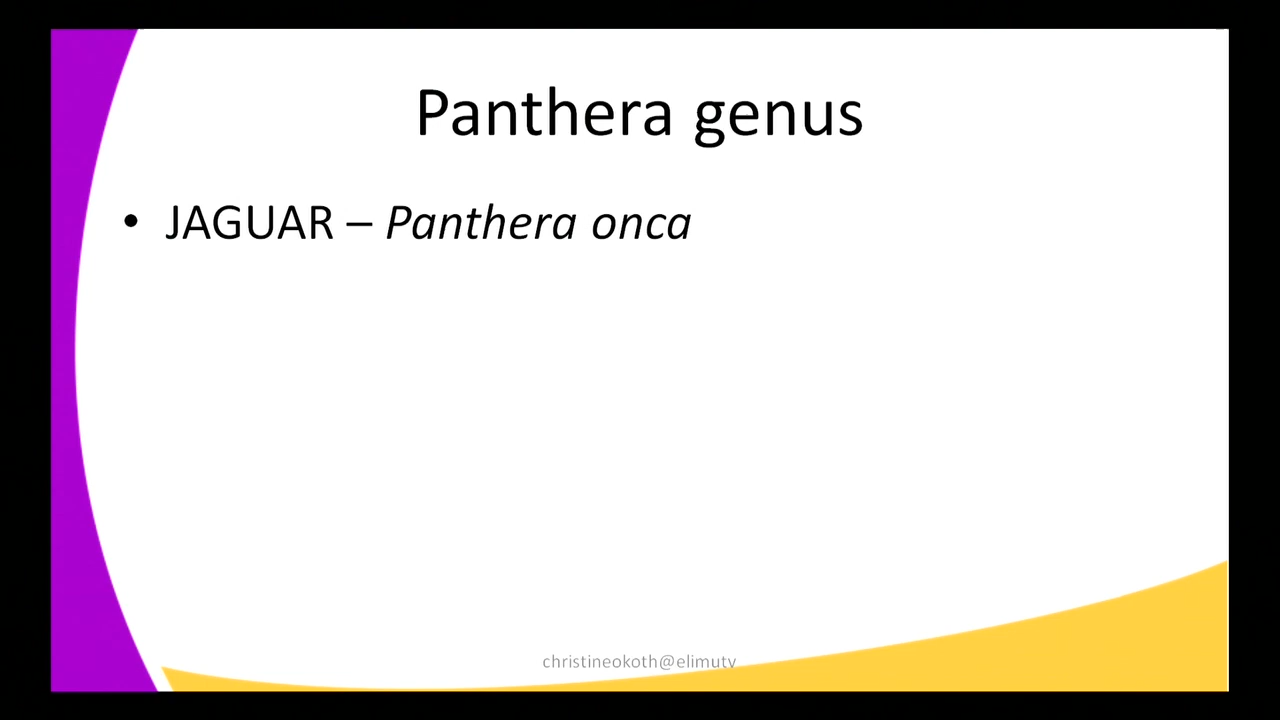 Panthera genus
• JAGUAR – Panthera onca
christineokoth@elimutv